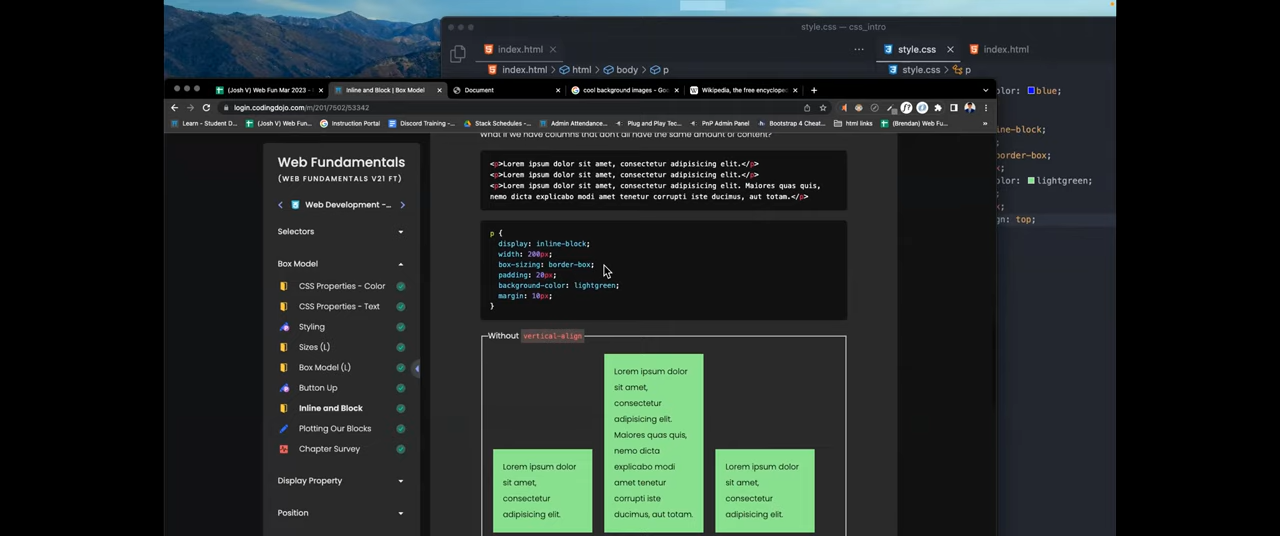 style.css — css_intro
index.html
index.html > html > body > p
style.css
index.html
style.css > p
(Josh V) Web Fun Mar 2023 -
Inline and Block | Box Model
Document
cool background images - Goo
Wikipedia, the free encyclopedi
login.codingdojo.com/m/201/7502/53342
Learn - Student D...
(Josh V) Web Fun...
Instruction Portal
Discord Training -...
Stack Schedules -...
Admin Attendance...
Plug and Play Tec...
PnP Admin Panel
Bootstrap 4 Cheat...
html links
(Brendan) Web Fu...
What if we have columns that don't all have the same amount of content?
Web Fundamentals
(WEB FUNDAMENTALS V21 FT)
Web Development -...
Selectors
Box Model
CSS Properties - Color
CSS Properties - Text
Styling
Sizes (L)
Box Model (L)
Button Up
Inline and Block
Plotting Our Blocks
Chapter Survey
Display Property
Position
<p>Lorem ipsum dolor sit amet, consectetur adipisicing elit.</p>
<p>Lorem ipsum dolor sit amet, consectetur adipisicing elit.</p>
<p>Lorem ipsum dolor sit amet, consectetur adipisicing elit. Maiores quas quis,
nemo dicta explicabo modi amet tenetur corrupti iste ducimus, aut totam.</p>
p {
display: inline-block;
width: 200px;
box-sizing: border-box;
padding: 20px;
background-color: lightgreen;
margin: 10px;
}
Without vertical-align
Lorem ipsum dolor
sit amet,
consectetur
adipisicing elit.
Lorem ipsum dolor
sit amet,
consectetur
adipisicing elit.
Maiores quas quis,
nemo dicta
explicabo modi
amet tenetur
corrupti iste
ducimus, aut totam.
Lorem ipsum dolor
sit amet,
consectetur
adipisicing elit.
olor: blue;
ine-block;
order-box;
olor: lightgreen;
gn: top;